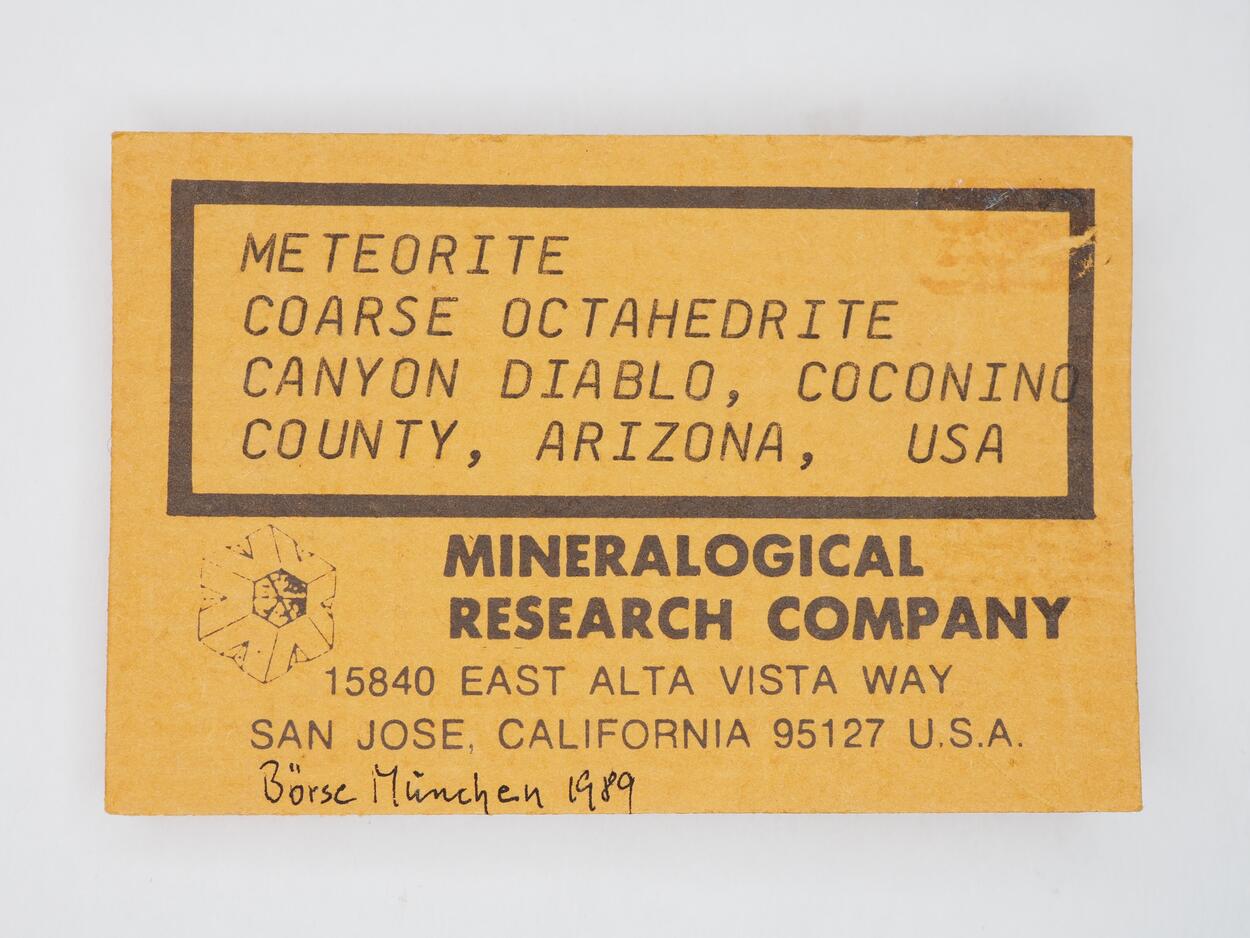 METEORITE
COARSE OCTAHEDRITE
CANYON DIABLO, COCONINO
COUNTY, ARIZONA, USA
MINERALOGICAL
RESEARCH COMPANY
15840 EAST ALTA VISTA WAY
SAN JOSE, CALIFORNIA 95127 U.S.A.
Börse München 1989